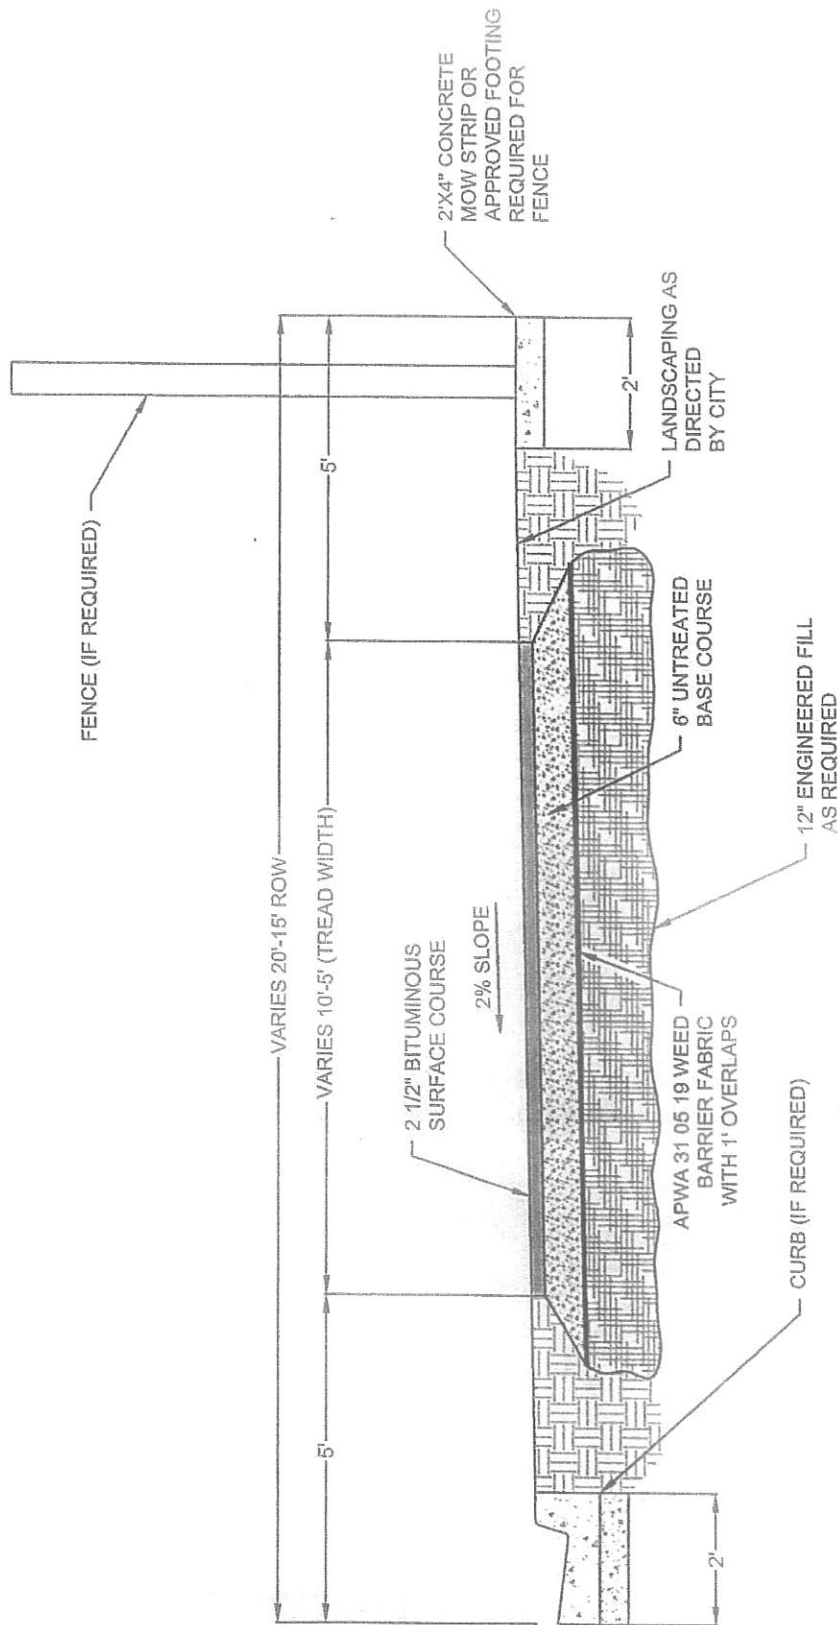 FENCE (IF REQUIRED)
VARIES 20'-15' ROW
VARIES 10'-5' (TREAD WIDTH)
5'
5'
2 1/2" BITUMINOUS
SURFACE COURSE
2% SLOPE
2'X4" CONCRETE
MOW STRIP OR
APPROVED FOOTING
REQUIRED FOR
FENCE
2'
2'
LANDSCAPING AS
DIRECTED
BY CITY
6" UNTREATED
BASE COURSE
12" ENGINEERED FILL
AS REQUIRED
APWA 31 05 19 WEED
BARRIER FABRIC
WITH 1' OVERLAPS
CURB (IF REQUIRED)